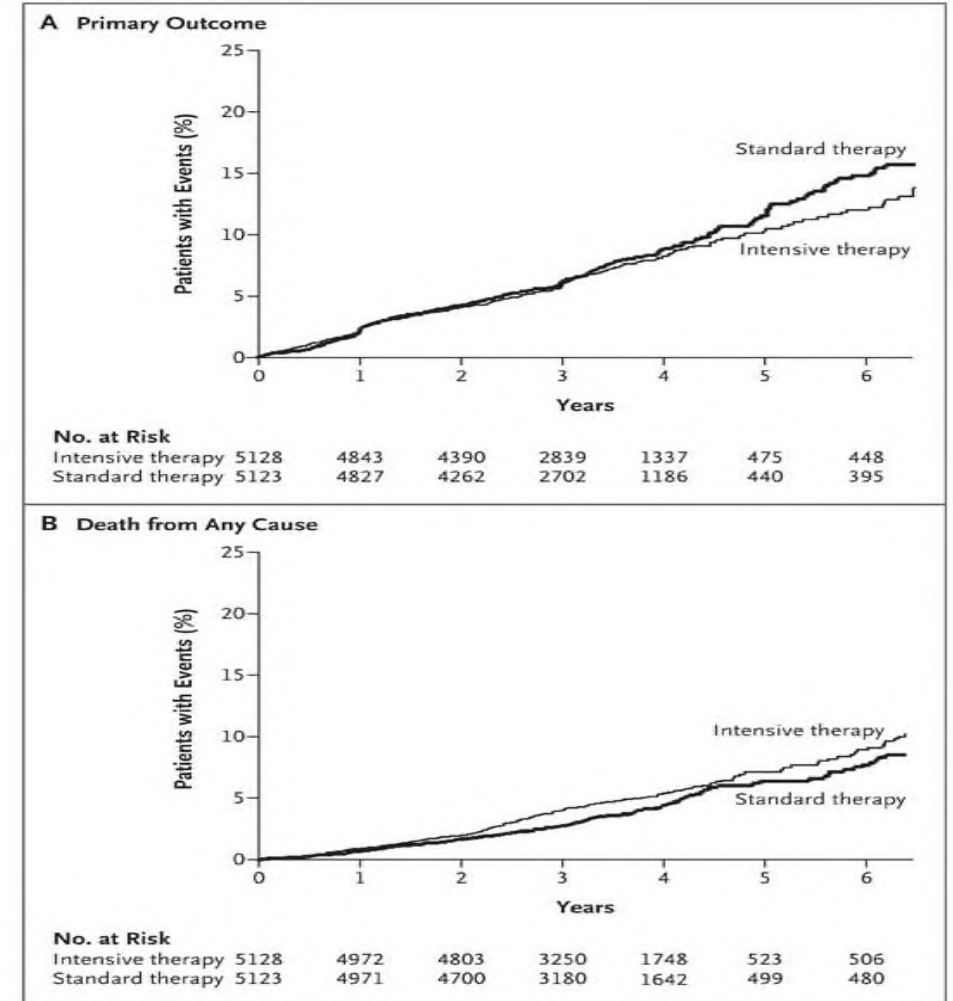 A Primary Outcome
25
20
15
10
5
0
Patients with Events (%)
Standard therapy
Intensive therapy
0 1 2 3 4 5 6
Years
No. at Risk
Intensive therapy 5128 4843 4390 2839 1337 475 448
Standard therapy 5123 4827 4262 2702 1186 440 395
B Death from Any Cause
25
20
15
10
5
0
Patients with Events (%)
Intensive therapy
Standard therapy
0 1 2 3 4 5 6
Years
No. at Risk
Intensive therapy 5128 4972 4803 3250 1748 523 506
Standard therapy 5123 4971 4700 3180 1642 499 480